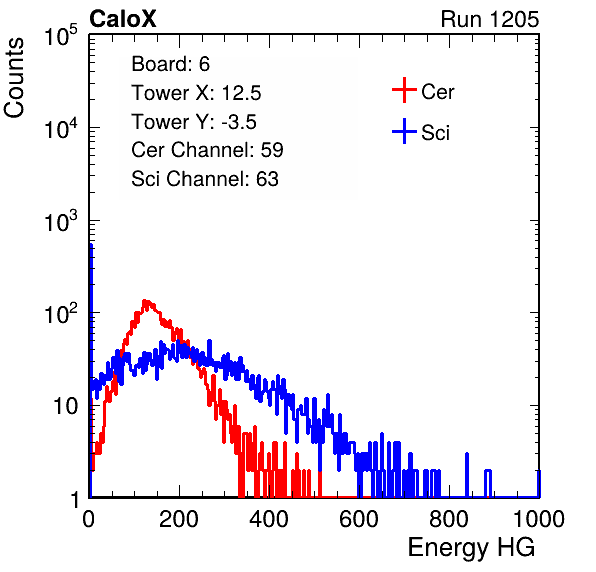 CaloX Run 1205
Counts
Board: 6
Tower X: 12.5
Tower Y: -3.5
Cer Channel: 59
Sci Channel: 63
Cer
Sci
10^5
10^4
10^3
10^2
10
1
0 200 400 600 800 1000
Energy HG